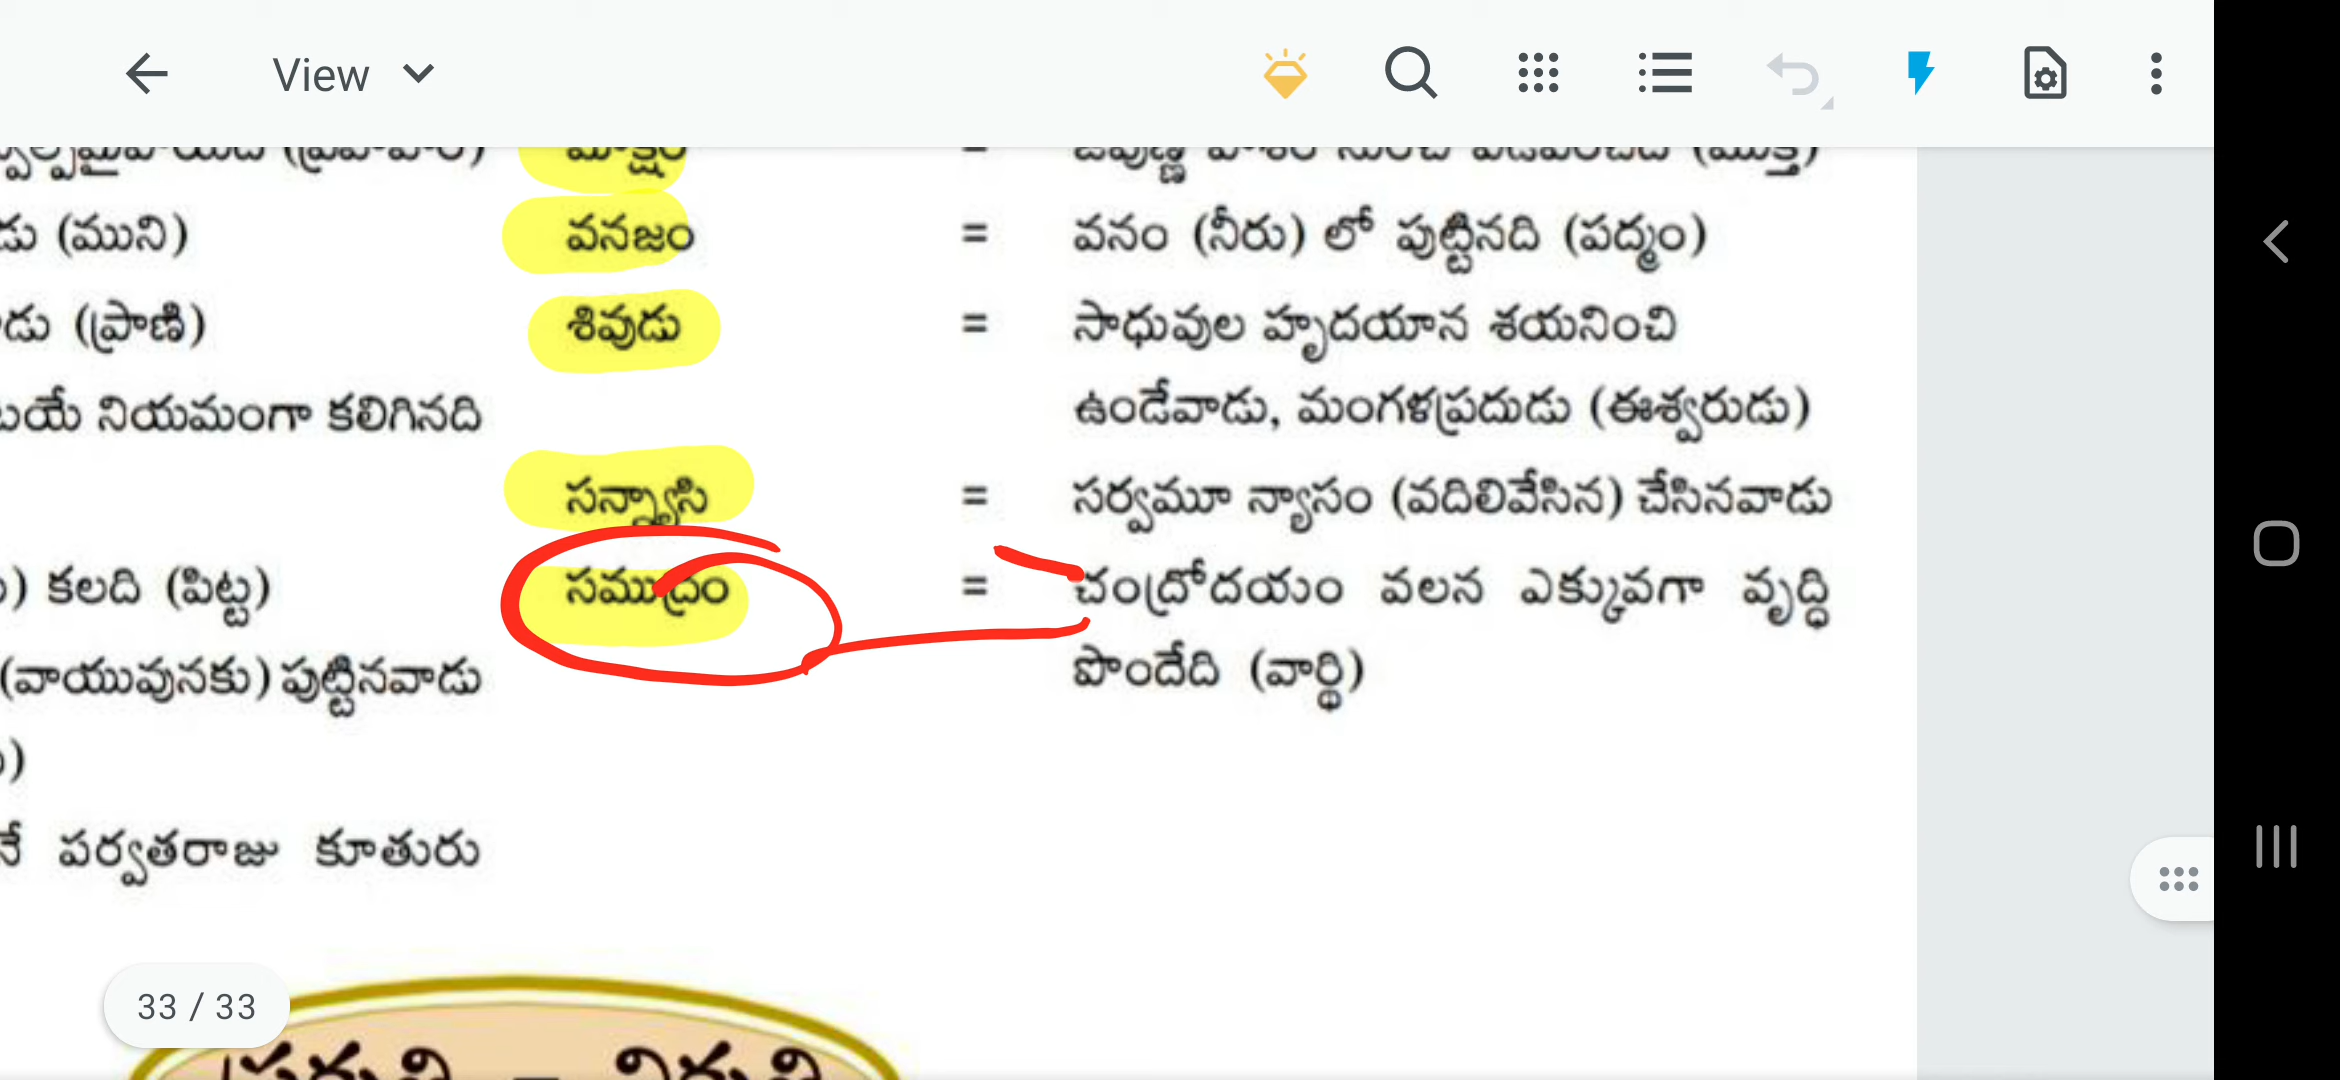 View
(ముని)
వనజం = వనం (నీరు) లో పుట్టినది (పద్మం)
(ప్రాణి)
శివుడు = సాధువుల హృదయాన శయనించి
నియమంగా కలిగినది
ఉండేవాడు, మంగళప్రదుడు (ఈశ్వరుడు)
సన్న్యాసి = సర్వమూ న్యాసం (వదిలివేసిన) చేసినవాడు
కలది (పిట్ట)
సముద్రం = చంద్రోదయం వలన ఎక్కువగా వృద్ధి
(వాయువునకు) పుట్టినవాడు
పొందేది (వార్థి)
పర్వతరాజు కూతురు
33 / 33